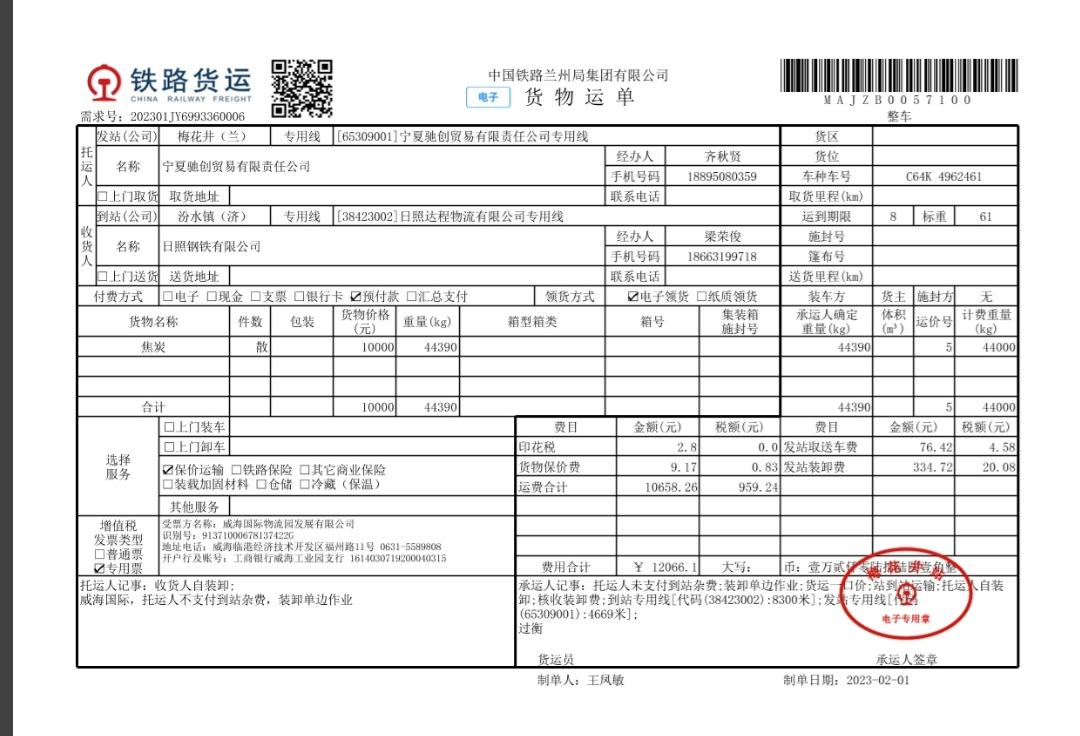 铁路货运
CHINA RAILWAY FREIGHT
中国铁路兰州局集团有限公司
电子 货物运单
MAJZB0057100
需求号：202301JY6993360006
整车
托运人
发站(公司) 梅花井（兰） 专用线 [65309001]宁夏驰创贸易有限责任公司专用线 货区
名称 宁夏驰创贸易有限责任公司 经办人 齐秋贤 货位
手机号码 18895080359 车种车号 C64K 4962461
☐上门取货 取货地址 联系电话 取货里程(km)
收货人
到站(公司) 汾水镇（济） 专用线 [38423002]日照达程物流有限公司专用线 运到期限 8 标重 61
名称 日照钢铁有限公司 经办人 梁荣俊 施封号
手机号码 18663199718 篷布号
☐上门送货 送货地址 联系电话 送货里程(km)
付费方式 ☐电子 ☐现金 ☐支票 ☐银行卡 ☑预付款 ☐汇总支付 领货方式 ☑电子领货 ☐纸质领货 装车方 货主 施封方 无
货物名称 件数 包装 货物价格(元) 重量(kg) 箱型箱类 箱号 集装箱施封号 承运人确定重量(kg) 体积(m³) 运价号 计费重量(kg)
焦炭 散 10000 44390 44390 5 44000
合计 10000 44390 44390 5 44000
选择服务
☐上门装车 费目 金额(元) 税额(元) 费目 金额(元) 税额(元)
☐上门卸车 印花税 2.8 0.0 发站取送车费 76.42 4.58
☑保价运输 ☐铁路保险 ☐其它商业保险 货物保价费 9.17 0.83 发站装卸费 334.72 20.08
☐装载加固材料 ☐仓储 ☐冷藏（保温） 运费合计 10658.26 959.24
其他服务
增值税发票类型
☐普通票
☑专用票
受票方名称：威海国际物流园发展有限公司
识别号：91371000678137422G
地址电话：威海临港经济技术开发区福州路11号 0631-5589808
开户行及账号：工商银行威海工业园支行 1614030719200040315
费用合计 ￥ 12066.1 大写： 币：壹万贰仟零陆拾陆圆壹角整
托运人记事：收货人自装卸;
威海国际，托运人不支付到站杂费，装卸单边作业
承运人记事：托运人未支付到站杂费;装卸单边作业;货运一口价;站到站运输;托运人自装
卸;核收装卸费;到站专用线[代码(38423002):8300米];发站专用线[代码
(65309001):4669米];
过衡
梅花井
电子专用章
货运员 承运人签章
制单人：王凤敏 制单日期：2023-02-01